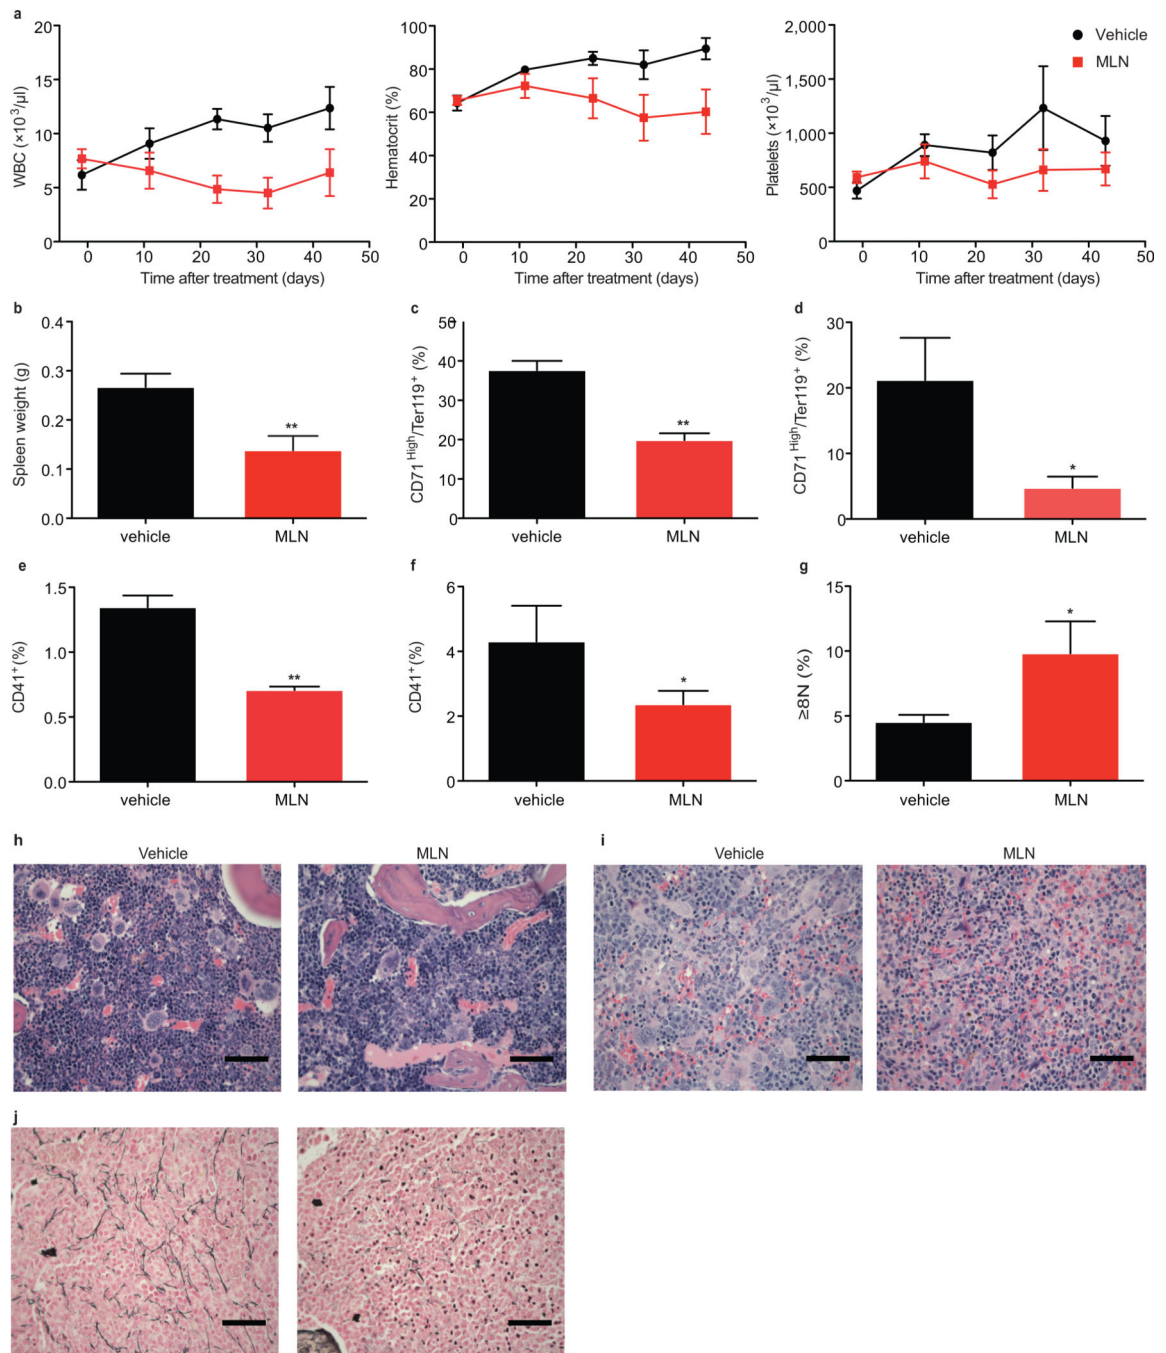 a
20
15
10
5
0
WBC (×10³/µl)
0 10 20 30 40 50
Time after treatment (days)
100
80
60
40
20
0
Hematocrit (%)
0 10 20 30 40 50
Time after treatment (days)
2,000
1,500
1,000
500
0
Platelets (×10³/µl)
0 10 20 30 40 50
Time after treatment (days)
Vehicle
MLN
b
0.4
0.3
0.2
0.1
0.0
Spleen weight (g)
**
vehicle MLN
c
50
40
30
20
10
0
CD71 High/Ter119⁺ (%)
**
vehicle MLN
d
30
20
10
0
CD71 High/Ter119⁺ (%)
*
vehicle MLN
e
1.5
1.0
0.5
0.0
CD41⁺(%)
**
vehicle MLN
f
6
4
2
0
CD41⁺(%)
*
vehicle MLN
g
15
10
5
0
≥8N (%)
*
vehicle MLN
h
Vehicle MLN
i
Vehicle MLN
j